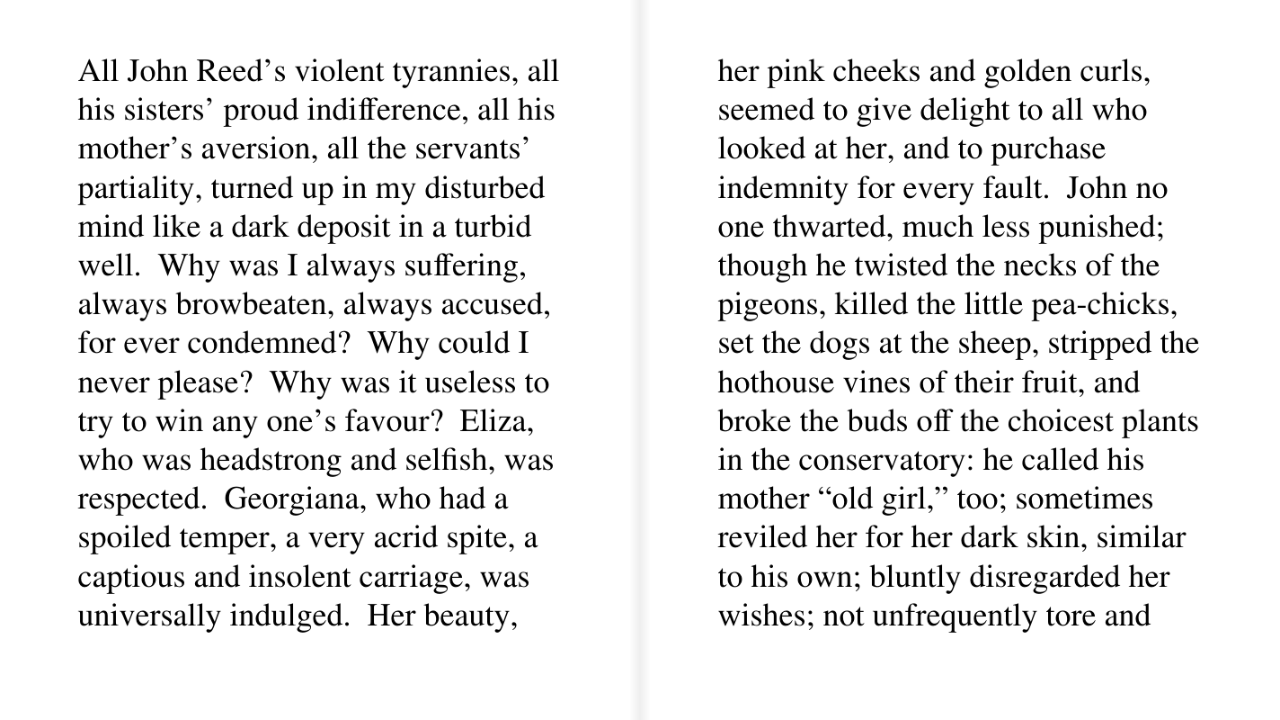 All John Reed’s violent tyrannies, all
his sisters’ proud indifference, all his
mother’s aversion, all the servants’
partiality, turned up in my disturbed
mind like a dark deposit in a turbid
well.  Why was I always suffering,
always browbeaten, always accused,
for ever condemned?  Why could I
never please?  Why was it useless to
try to win any one’s favour?  Eliza,
who was headstrong and selfish, was
respected.  Georgiana, who had a
spoiled temper, a very acrid spite, a
captious and insolent carriage, was
universally indulged.  Her beauty,
her pink cheeks and golden curls,
seemed to give delight to all who
looked at her, and to purchase
indemnity for every fault.  John no
one thwarted, much less punished;
though he twisted the necks of the
pigeons, killed the little pea-chicks,
set the dogs at the sheep, stripped the
hothouse vines of their fruit, and
broke the buds off the choicest plants
in the conservatory: he called his
mother “old girl,” too; sometimes
reviled her for her dark skin, similar
to his own; bluntly disregarded her
wishes; not unfrequently tore and